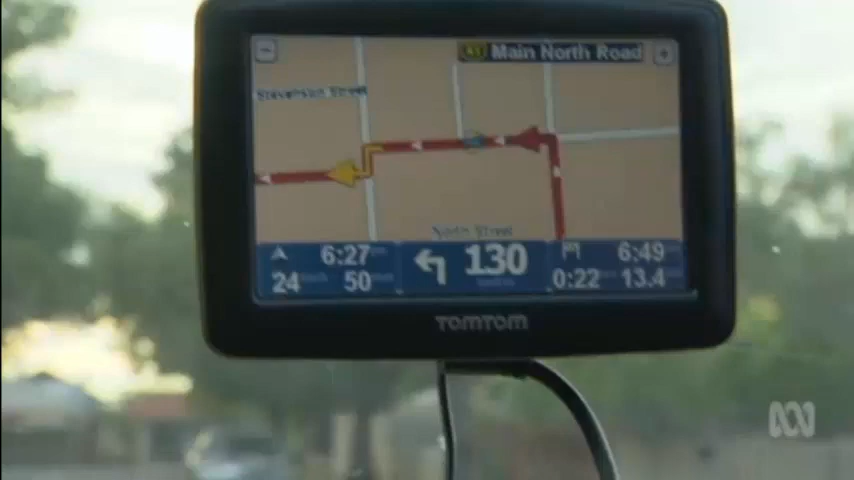 Main North Road
Stevenson Street
North Street
6:27
24 50
130
6:49
0:22 13.4
TOMTOM
ABC